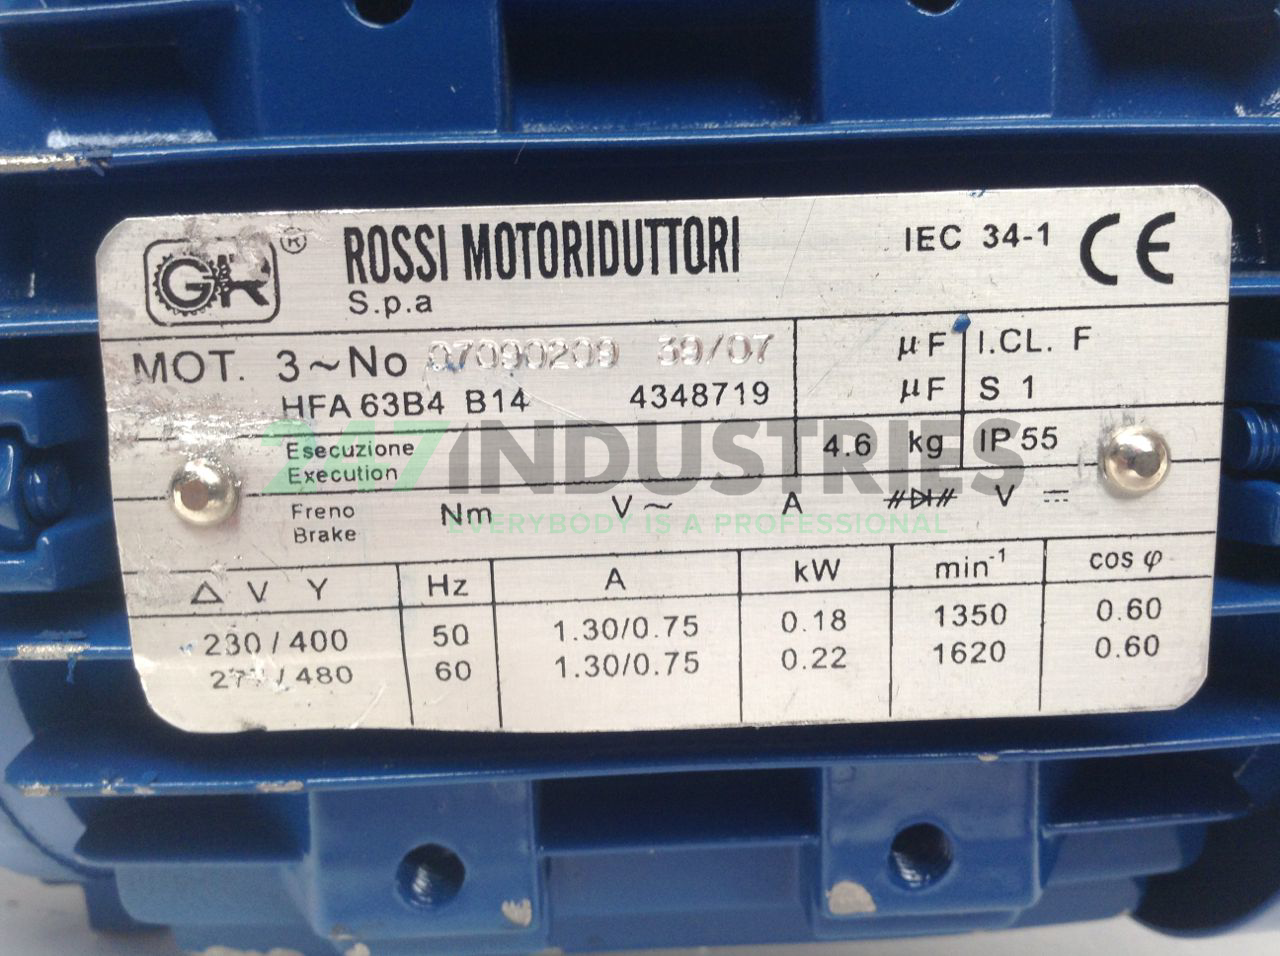 GR ® ROSSI MOTORIDUTTORI
S.p.a
IEC 34-1 CE
MOT. 3~No 07090209 39/07 μF I.CL. F
HFA 63B4 B14 4348719 μF S 1
247INDUSTRIES
EVERYBODY IS A PROFESSIONAL
Esecuzione
Execution 4.6 kg IP 55
Freno
Brake Nm V~ A V ⎓
Δ V Y Hz A kW min⁻¹ cos φ
230/400 50 1.30/0.75 0.18 1350 0.60
/480 60 1.30/0.75 0.22 1620 0.60